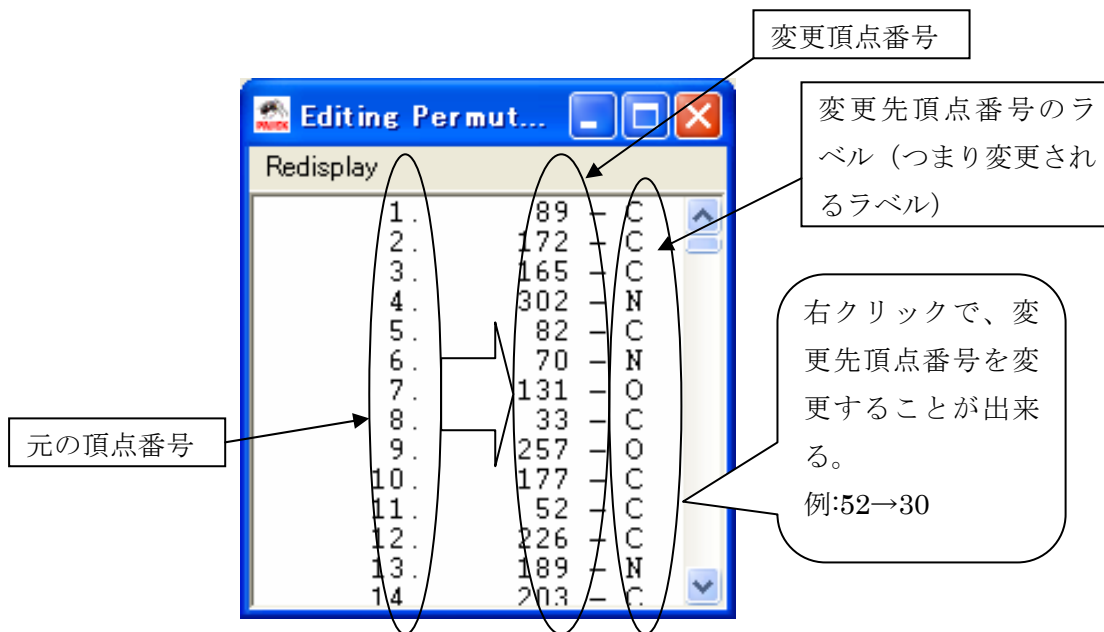 変更頂点番号
変更先頂点番号のラ
ベル（つまり変更され
るラベル）
Editing Permut...
Redisplay
1. 89 - C
2. 172 - C
3. 165 - C
4. 302 - N
5. 82 - C
6. 70 - N
7. 131 - O
8. 33 - C
9. 257 - O
10. 177 - C
11. 52 - C
12. 226 - C
13. 189 - N
14 203 - C
元の頂点番号
右クリックで、変
更先頂点番号を変
更することが出来
る。
例:52→30